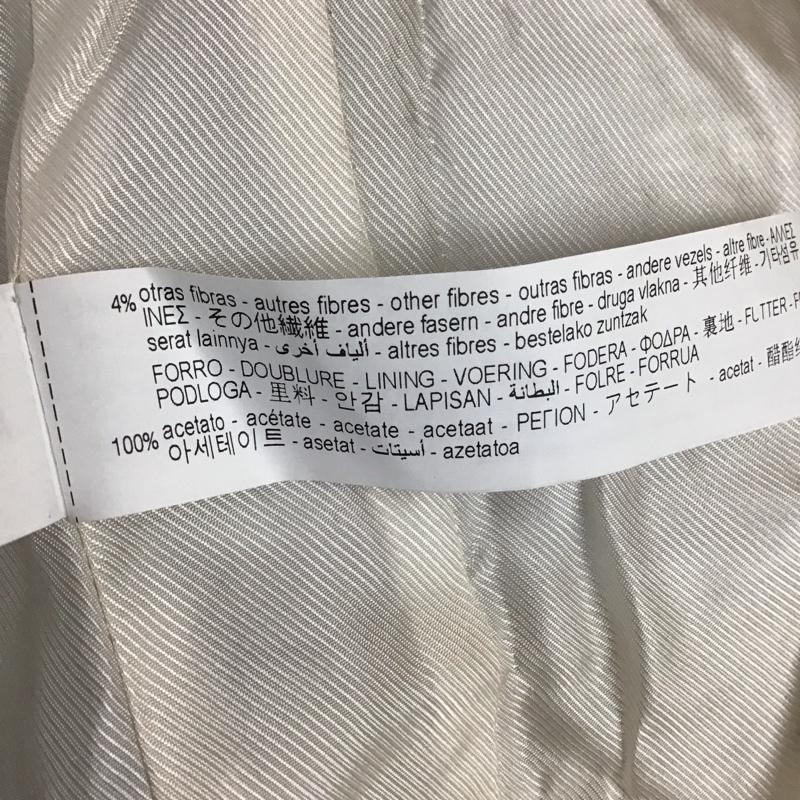 4% otras fibras - autres fibres - other fibres - outras fibras - andere vezels - altre fibre - ΑΛΛΕΣ
ΙΝΕΣ - その他繊維 - andere fasern - andre fibre - druga vlakna - 其他纤维 - 기타섬유
serat lainnya - ألياف أخرى - altres fibres - bestelako zuntzak
FORRO - DOUBLURE - LINING - VOERING - FODERA - ΦΟΔΡΑ - 裏地 - FUTTER -
PODLOGA - 里料 - 안감 - LAPISAN - البطانة - FOLRE - FORRUA
100% acetato - acétate - acetate - acetaat - ΡΕΓΙΟΝ - アセテート - acetat - 醋酯
아세테이트 - asetat - أسيتات - azetatoa